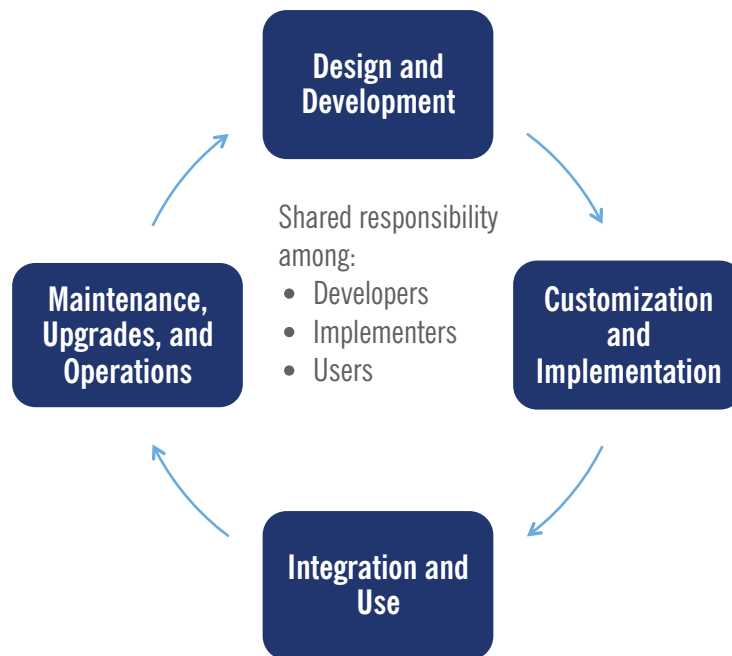 Design and
Development
Shared responsibility
among:
• Developers
• Implementers
• Users
Maintenance,
Upgrades, and
Operations
Customization
and
Implementation
Integration and
Use